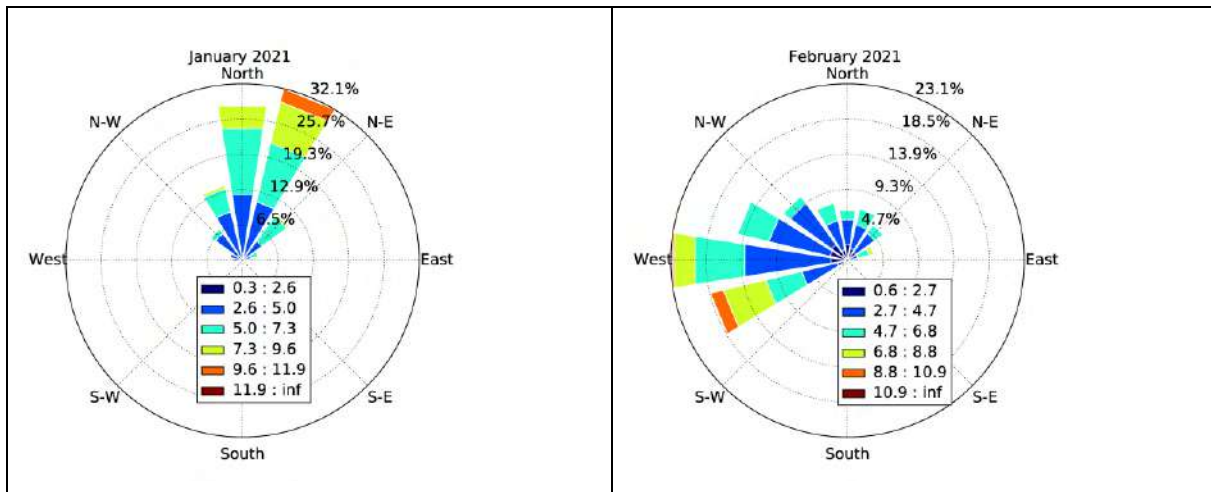 January 2021
North
32.1%
N-W
25.7%
N-E
19.3%
12.9%
6.5%
West
East
0.3 : 2.6
2.6 : 5.0
5.0 : 7.3
7.3 : 9.6
9.6 : 11.9
11.9 : inf
S-W
S-E
South
February 2021
North
23.1%
N-W
18.5%
N-E
13.9%
9.3%
4.7%
West
East
0.6 : 2.7
2.7 : 4.7
4.7 : 6.8
6.8 : 8.8
8.8 : 10.9
10.9 : inf
S-W
S-E
South